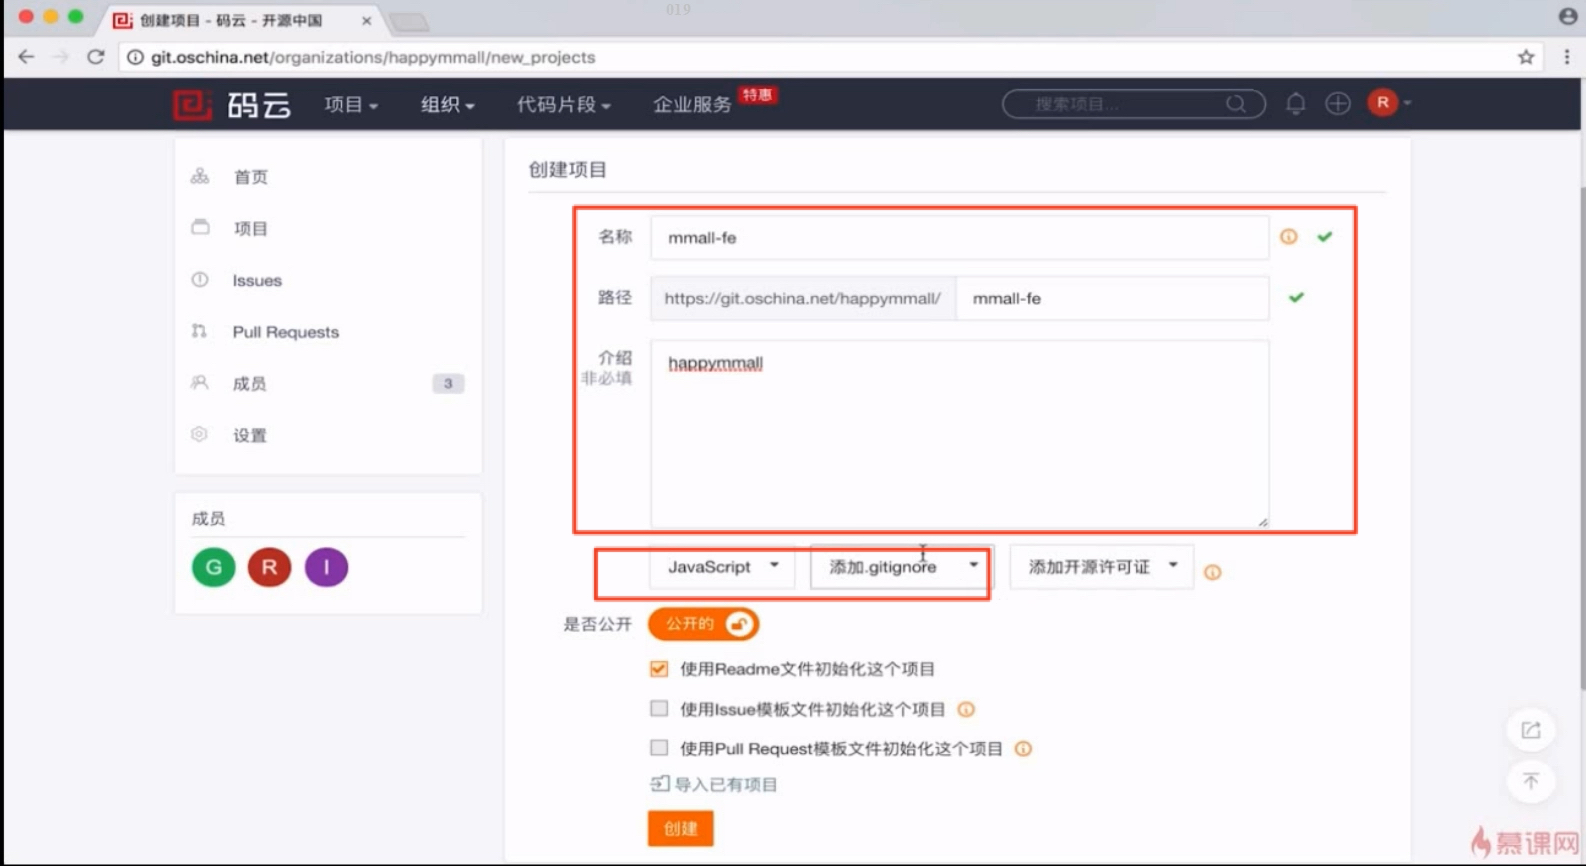 019
创建项目 - 码云 - 开源中国
git.oschina.net/organizations/happymmall/new_projects
码云 项目 组织 代码片段 企业服务 特惠 搜索项目... R
首页
项目
Issues
Pull Requests
成员 3
设置
成员
G R I
创建项目
名称 mmall-fe
路径 https://git.oschina.net/happymmall/ mmall-fe
介绍 happymmall
非必填
JavaScript 添加.gitignore 添加开源许可证
是否公开 公开的
使用Readme文件初始化这个项目
使用Issue模板文件初始化这个项目
使用Pull Request模板文件初始化这个项目
导入已有项目
创建
慕课网